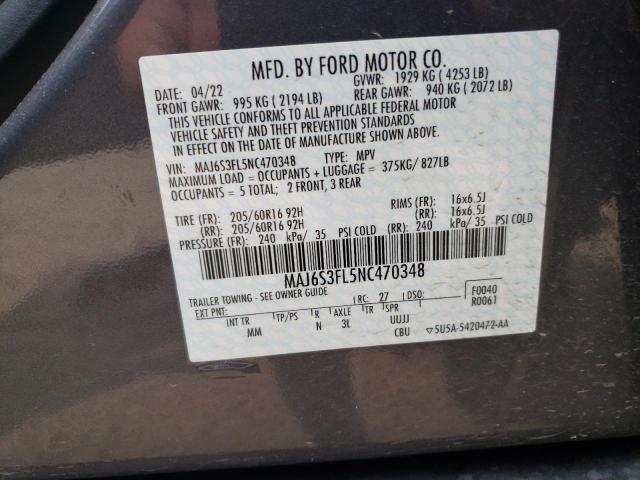 MFD. BY FORD MOTOR CO.
DATE: 04/22 GVWR: 1929 KG ( 4253 LB)
FRONT GAWR: 995 KG ( 2194 LB) REAR GAWR: 940 KG ( 2072 LB)
THIS VEHICLE CONFORMS TO ALL APPLICABLE FEDERAL MOTOR
VEHICLE SAFETY AND THEFT PREVENTION STANDARDS
IN EFFECT ON THE DATE OF MANUFACTURE SHOWN ABOVE.
VIN: MAJ6S3FL5NC470348 TYPE: MPV
MAXIMUM LOAD = OCCUPANTS + LUGGAGE = 375KG/ 827LB
OCCUPANTS = 5 TOTAL; 2 FRONT, 3 REAR
TIRE (FR): 205/60R16 92H RIMS (FR): 16x6.5J
(RR): 205/60R16 92H (RR): 16x6.5J
PRESSURE (FR): 240 kPa/ 35 PSI COLD (RR): 240 kPa/ 35 PSI COLD
MAJ6S3FL5NC470348
TRAILER TOWING - SEE OWNER GUIDE
EXT PNT: RC: 27 DSO: F0040
R0061
INT TR TP/PS R AXLE TR SPR
MM N 3L UUJJ
CBU 5U5A-5420472-AA